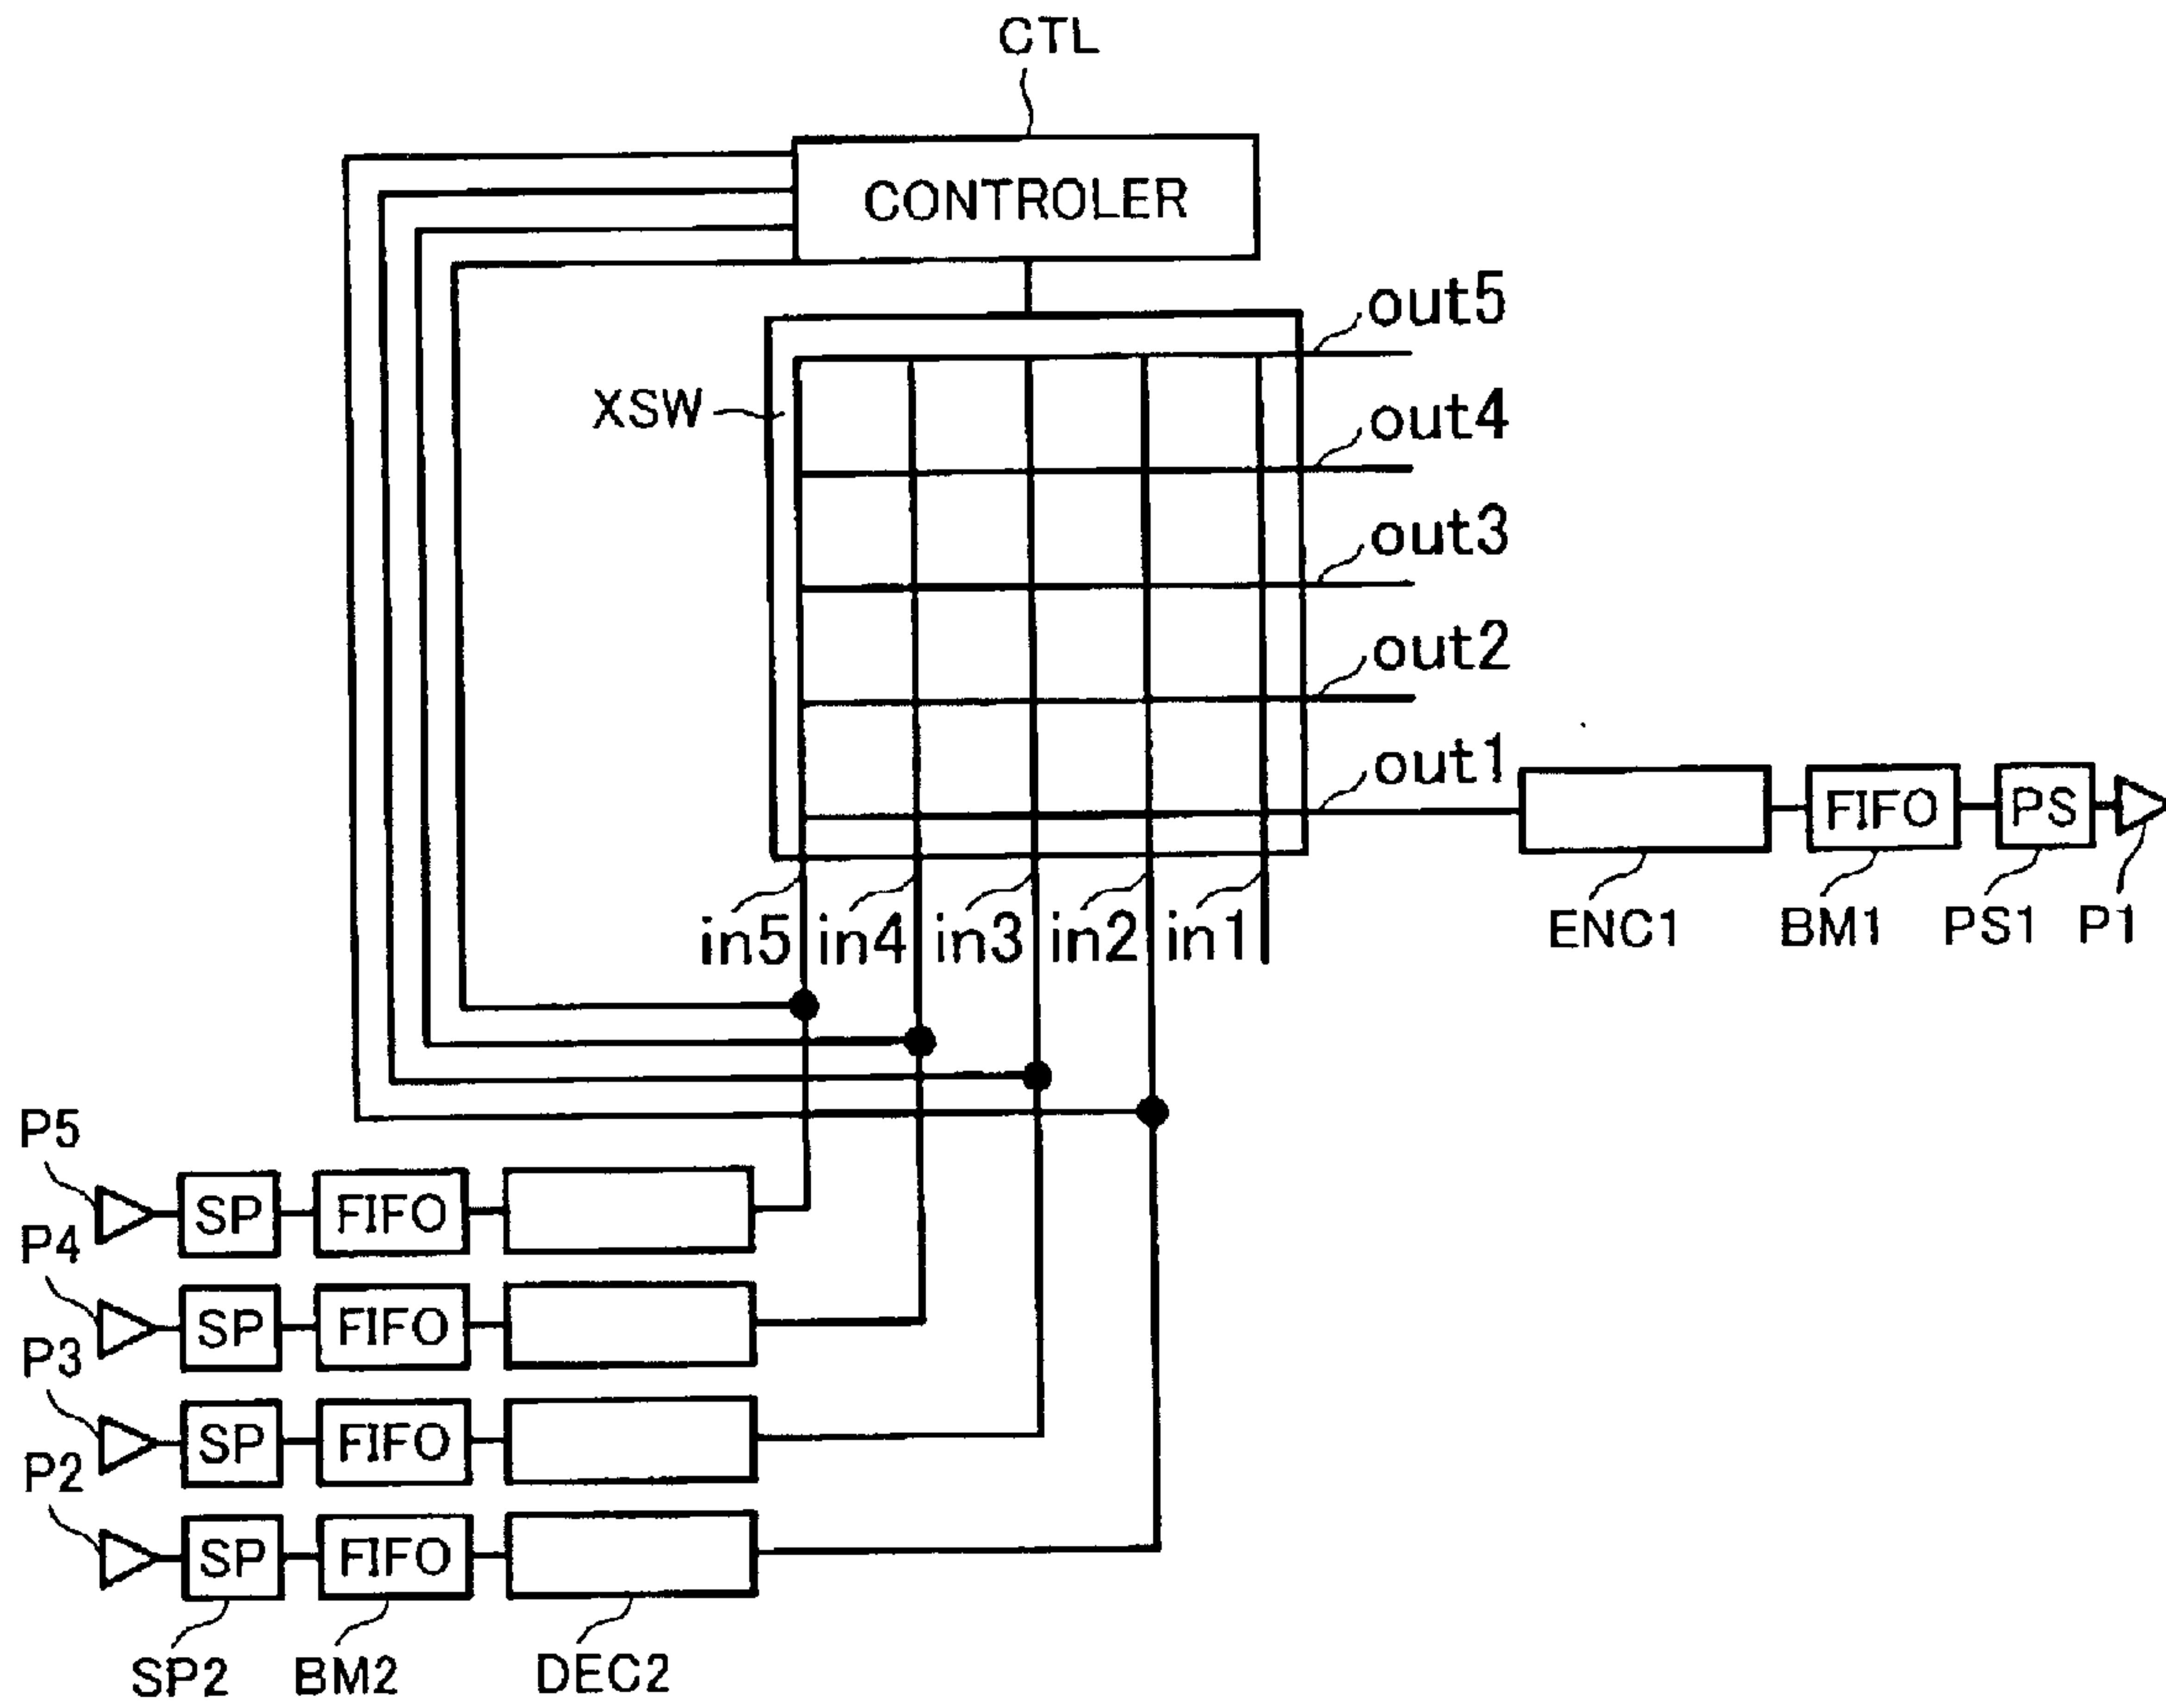 CTL
CONTROLER
out5
XSW
out4
out3
out2
out1
FIFO
PS
in5
in4
in3
in2
in1
ENC1
BM1
PS1
P1
P5
SP
FIFO
P4
SP
FIFO
P3
SP
FIFO
P2
SP
FIFO
SP2
BM2
DEC2